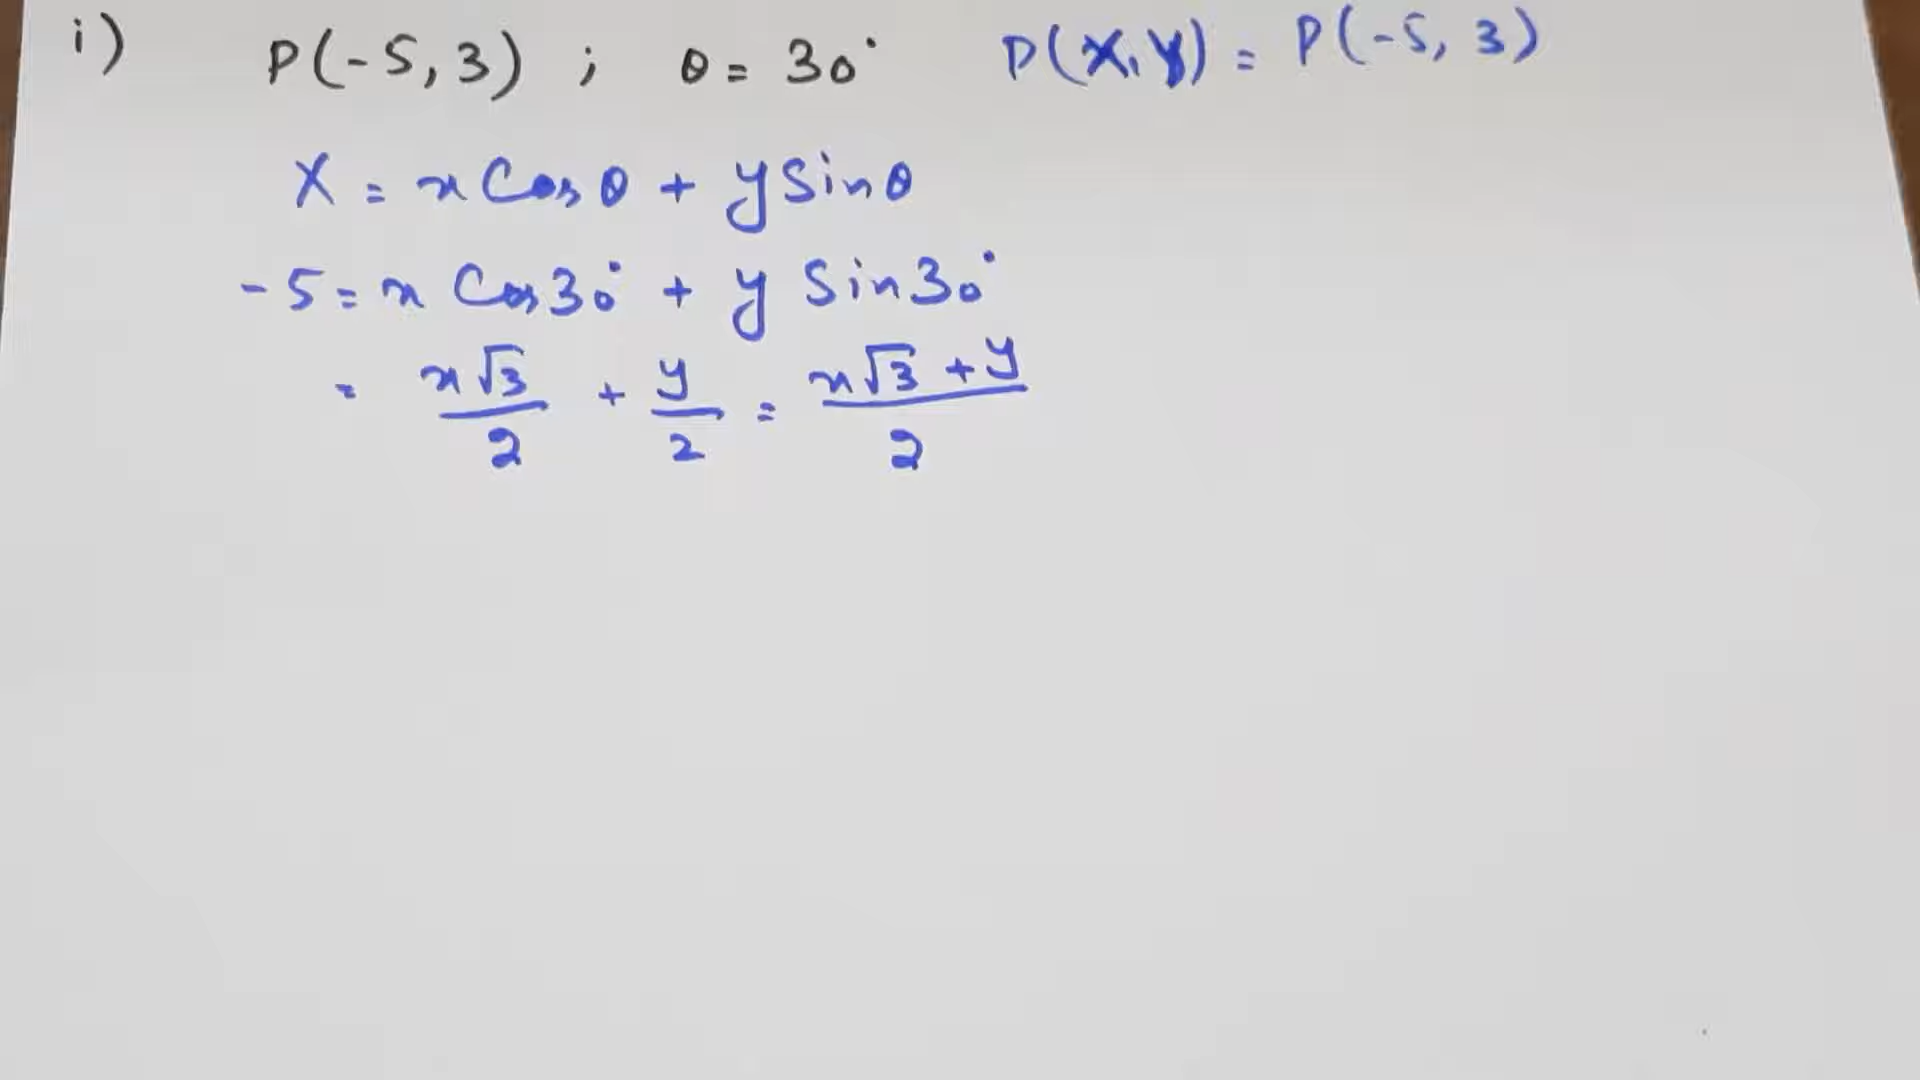 i) P(-5,3) ; θ = 30° P(X,Y) = P(-5, 3)
X = x Cos θ + y Sin θ
-5 = x Cos 30° + y Sin 30°
= x√3/2 + y/2 = x√3 + y/2